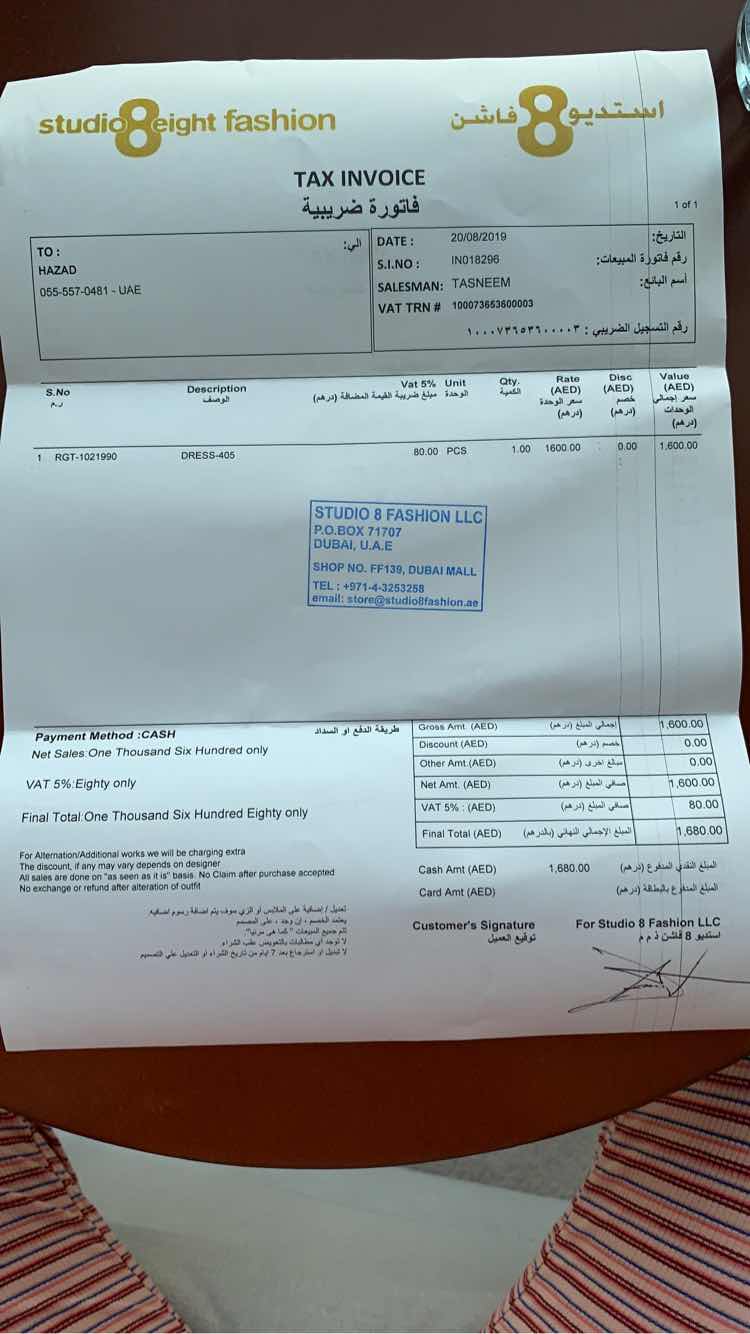 studio8eight fashion
استديو8 فاشن
TAX INVOICE
فاتورة ضريبية
1 of 1
TO : الي:
HAZAD
055-557-0481 - UAE
DATE : 20/08/2019 التاريخ:
S.I.NO : IN018296 رقم فاتورة المبيعات:
SALESMAN: TASNEEM أسم البائع:
VAT TRN # 100073653600003
رقم التسجيل الضريبي : ١٠٠٠٧٣٦٥٣٦٠٠٠٠٣
S.No Description Vat 5% Unit Qty. Rate (AED) Disc (AED) Value (AED)
ر.م الوصف مبلغ ضريبة القيمة المضافة (درهم) الوحدة الكمية سعر الوحدة (درهم) خصم (درهم) سعر إجمالي الوحدات (درهم)
1 RGT-1021990 DRESS-405 80.00 PCS 1.00 1600.00 0.00 1,600.00
STUDIO 8 FASHION LLC
P.O.BOX 71707
DUBAI, U.A.E
SHOP NO. FF139, DUBAI MALL
TEL : +971-4-3253258
email: store@studio8fashion.ae
Payment Method :CASH طريقة الدفع او السداد
Net Sales:One Thousand Six Hundred only
VAT 5%:Eighty only
Final Total:One Thousand Six Hundred Eighty only
Gross Amt. (AED) إجمالي المبلغ (درهم) 1,600.00
Discount (AED) خصم (درهم) 0.00
Other Amt.(AED) مبالغ اخرى (درهم) 0.00
Net Amt. (AED) صافي المبلغ (درهم) 1,600.00
VAT 5% : (AED) صافي المبلغ (درهم) 80.00
Final Total (AED) المبلغ الإجمالي النهائي (بالدرهم) 1,680.00
Cash Amt (AED) 1,680.00 المبلغ النقدي المدفوع (درهم)
Card Amt (AED) المبلغ المدفوع بالبطاقة (درهم)
For Alternation/Additional works we will be charging extra
The discount, if any may vary depends on designer
All sales are done on "as seen as it is" basis. No Claim after purchase accepted
No exchange or refund after alteration of outfit
تعديل / إضافية على الملابس او الزي سوف يتم اضافة رسوم اضافيه.
يعتمد الخصم ، إن وجد ، على المصمم
تتم جميع المبيعات " كما هي مرئيا".
لا توجد أي مطالبات بالتعويض عقب الشراء
لا تبديل او استرجاع بعد 7 ايام من تاريخ الشراء او التعديل علي التصميم
Customer's Signature
توقيع العميل
For Studio 8 Fashion LLC
استديو 8 فاشن ذ م م